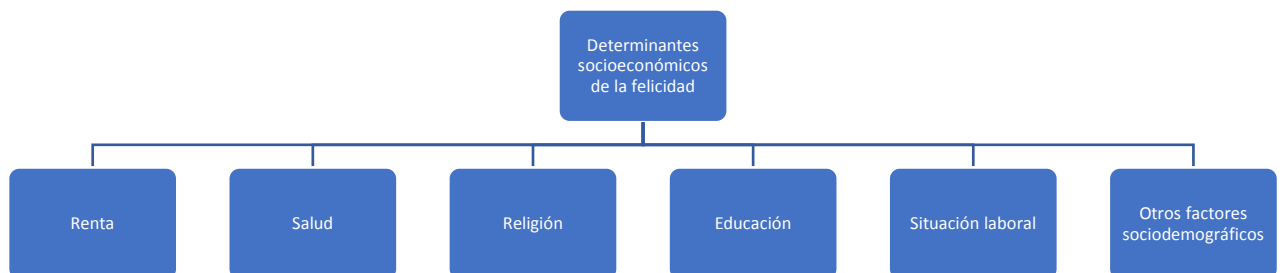 Determinantes
socioeconómicos
de la felicidad
Renta
Salud
Religión
Educación
Situación laboral
Otros factores
sociodemográficos